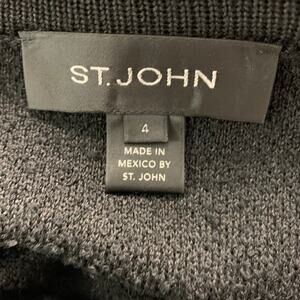 ST. JOHN
4
MADE IN
MEXICO BY
ST. JOHN